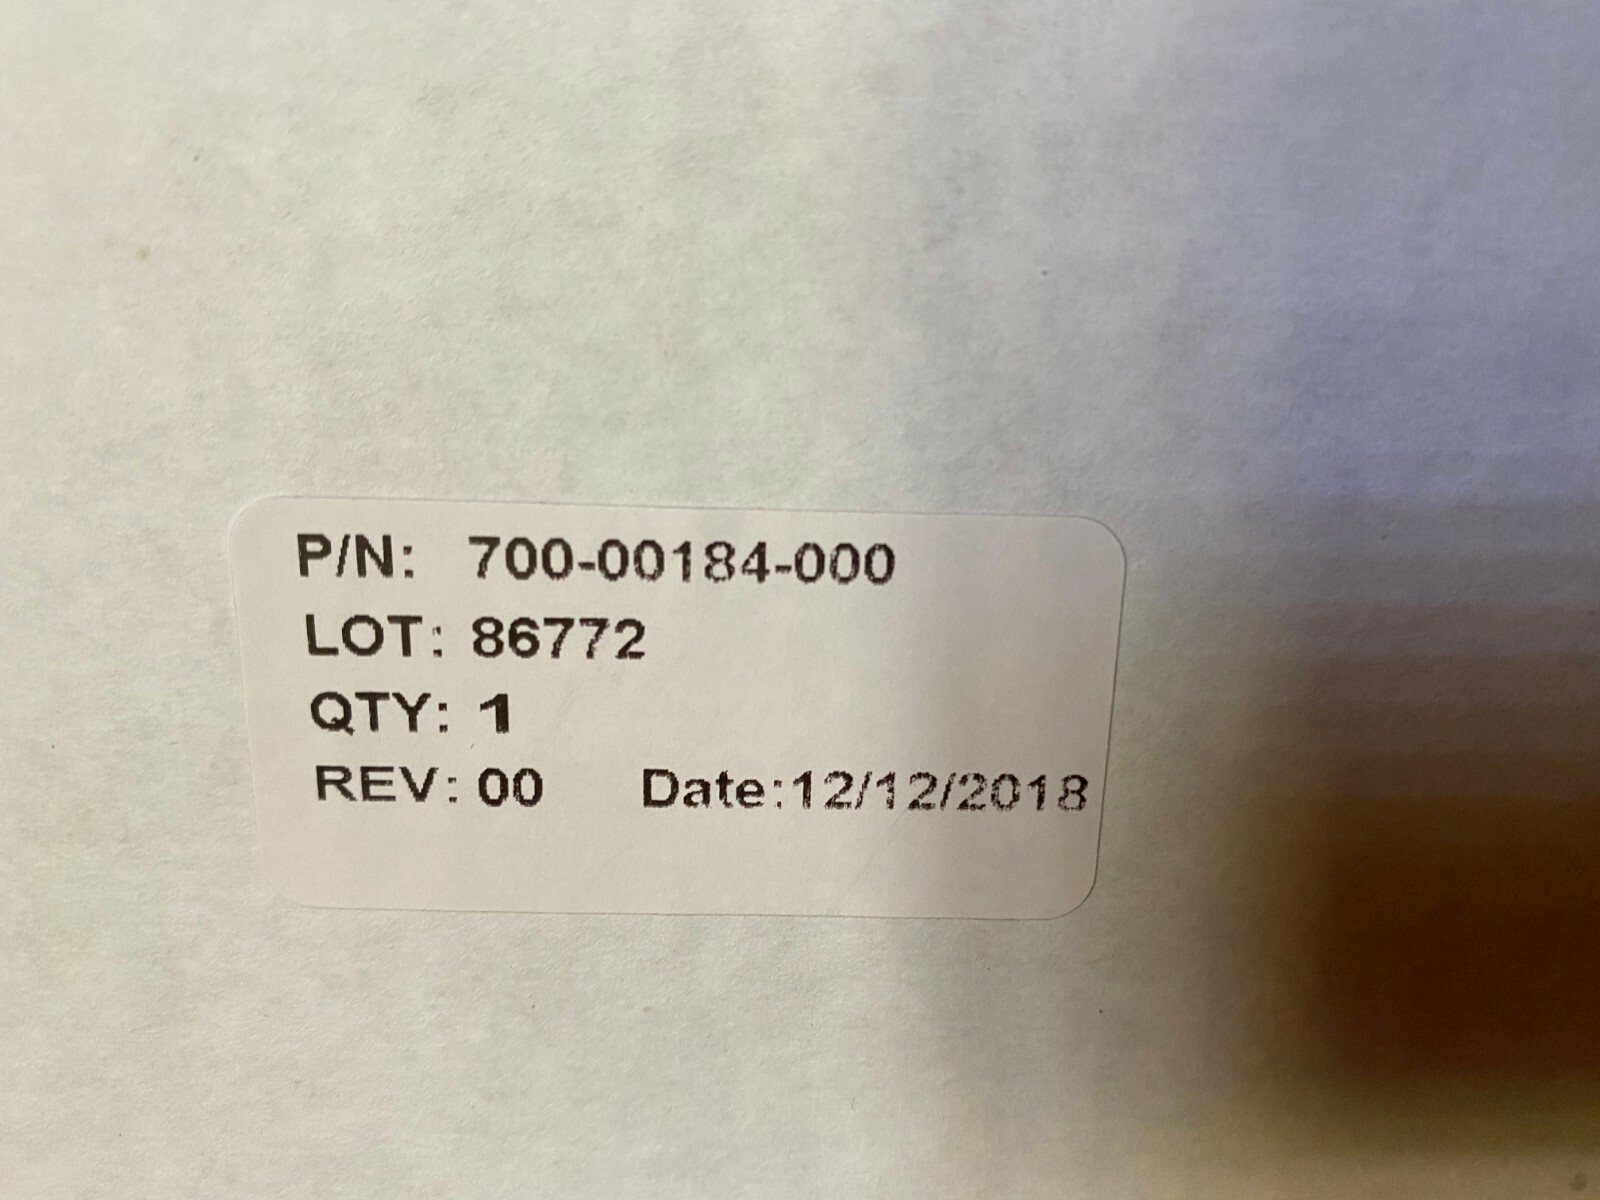 P/N: 700-00184-000
LOT: 86772
QTY: 1
REV: 00 Date:12/12/2018